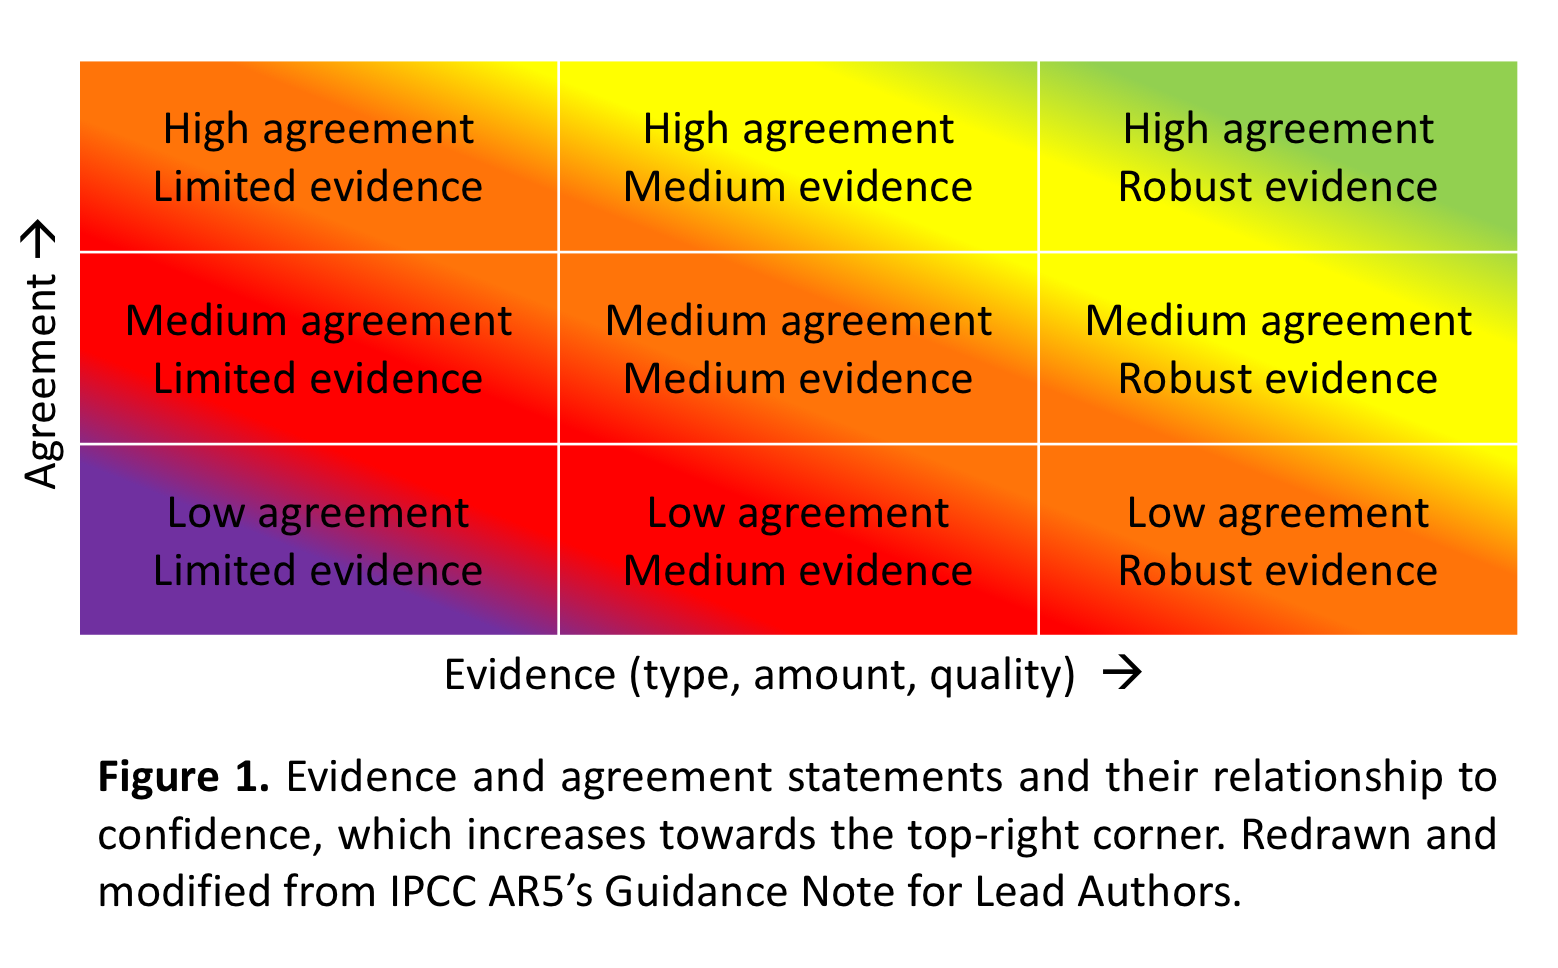 High agreement
Limited evidence
High agreement
Medium evidence
High agreement
Robust evidence
Medium agreement
Limited evidence
Medium agreement
Medium evidence
Medium agreement
Robust evidence
Low agreement
Limited evidence
Low agreement
Medium evidence
Low agreement
Robust evidence
Agreement →
Evidence (type, amount, quality) →
Figure 1. Evidence and agreement statements and their relationship to
confidence, which increases towards the top-right corner. Redrawn and
modified from IPCC AR5’s Guidance Note for Lead Authors.